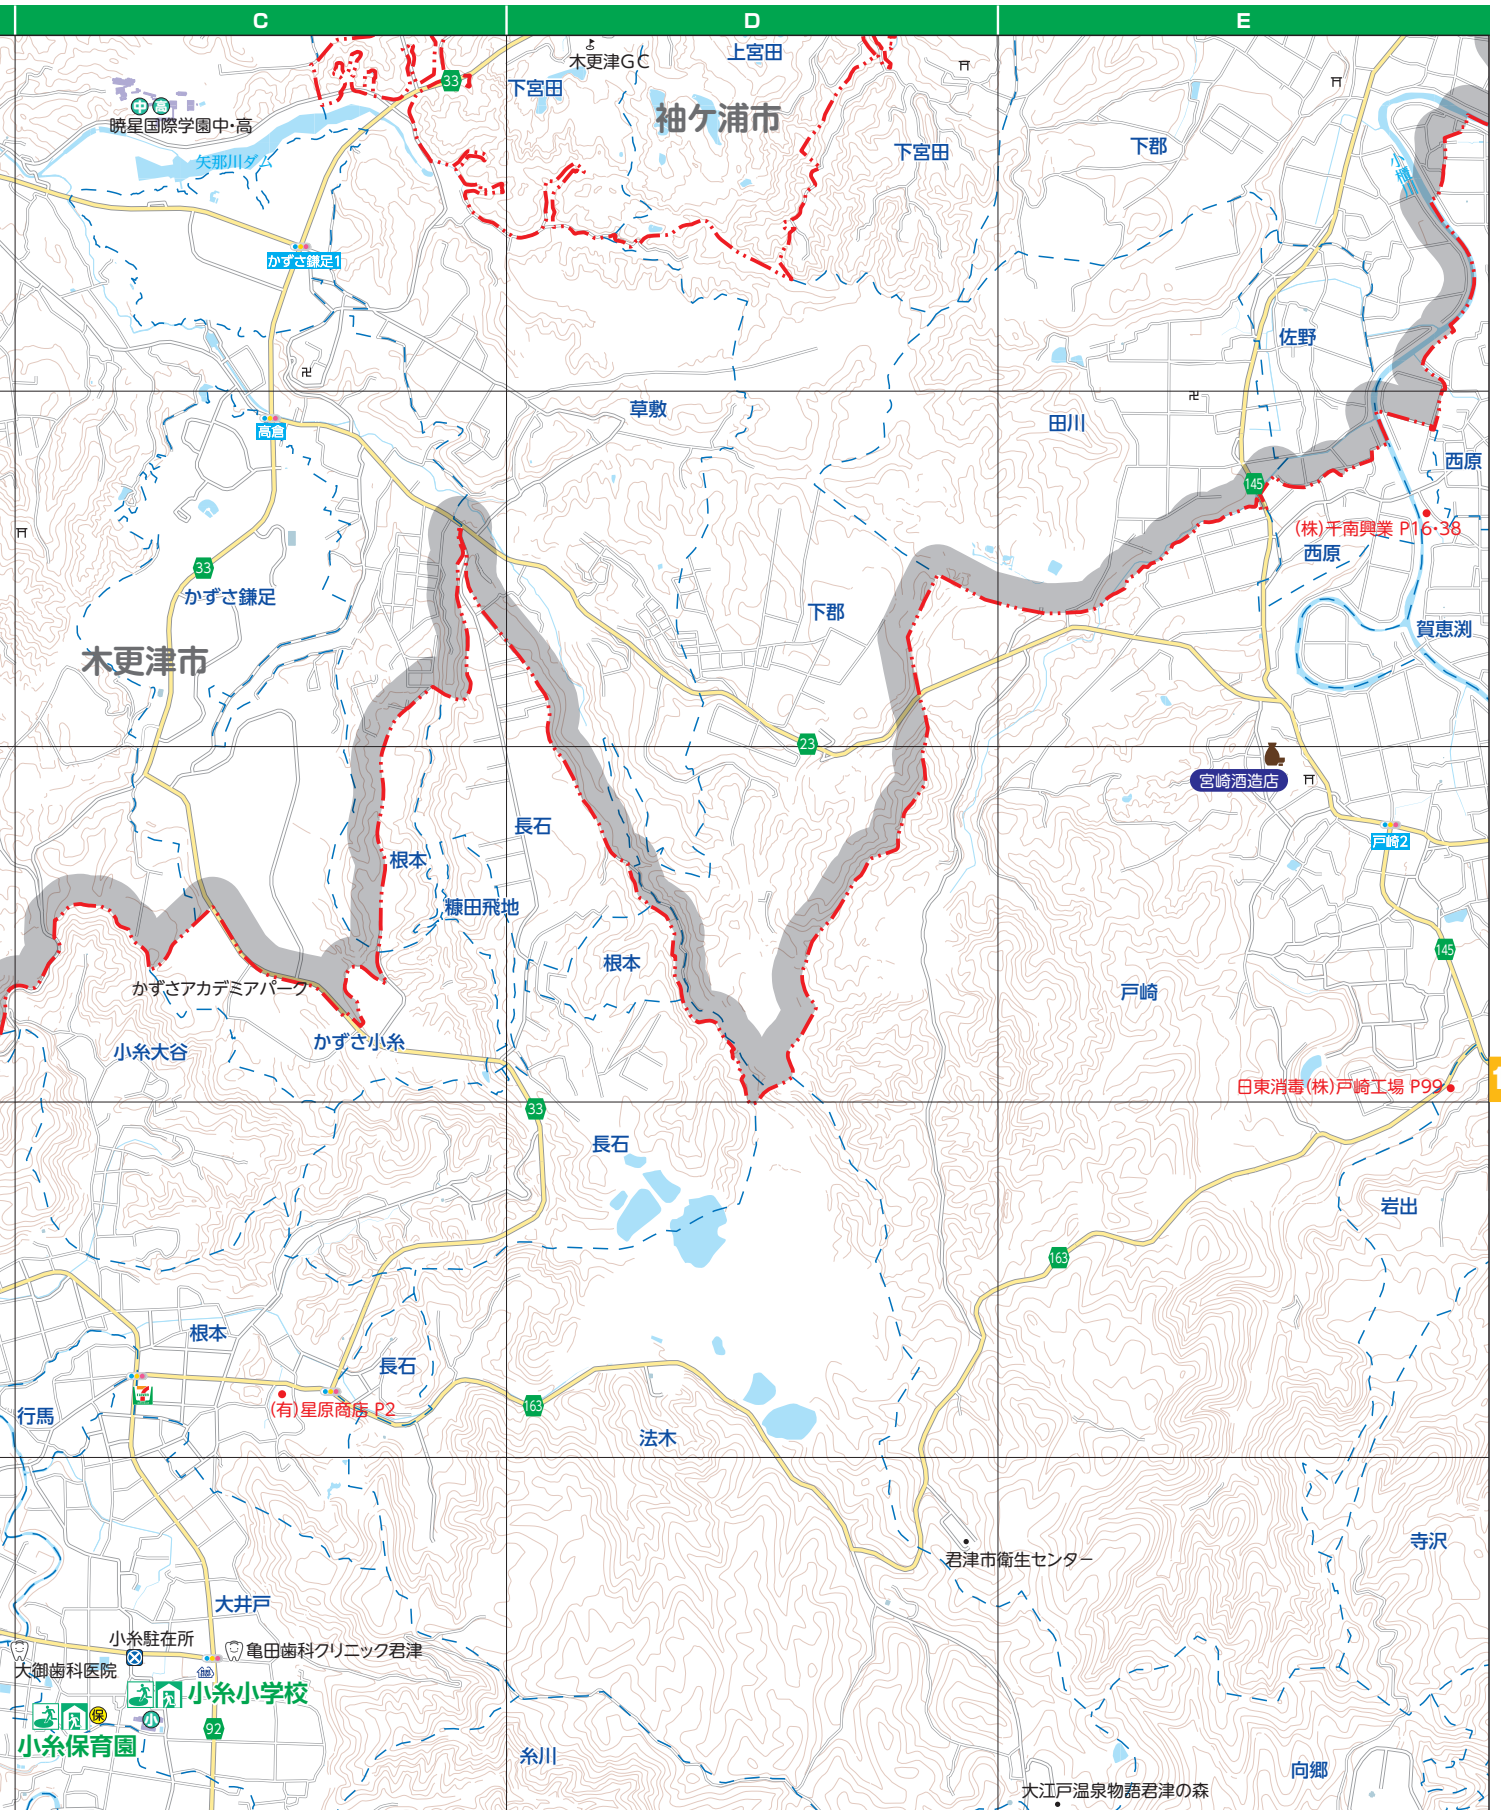 C
D
E
木更津GC
上宮田
33
下宮田
中 高
暁星国際学園中・高
袖ケ浦市
下宮田
下郡
矢那川ダム
小櫃川
かずさ鎌足1
佐野
草敷
田川
高倉
西原
145
(株)千南興業 P16・38
西原
33
かずさ鎌足
下郡
賀恵渕
木更津市
23
宮崎酒造店
長石
戸崎2
根本
糠田飛地
145
根本
かずさアカデミアパーク
戸崎
かずさ小糸
小糸大谷
日東消毒(株)戸崎工場 P99
1
33
長石
岩出
163
根本
長石
7
(有)星原商店 P2
163
行馬
法木
寺沢
君津市衛生センター
大井戸
小糸駐在所
亀田歯科クリニック君津
大御歯科医院
小糸小学校
保
小
92
小糸保育園
糸川
向郷
大江戸温泉物語君津の森